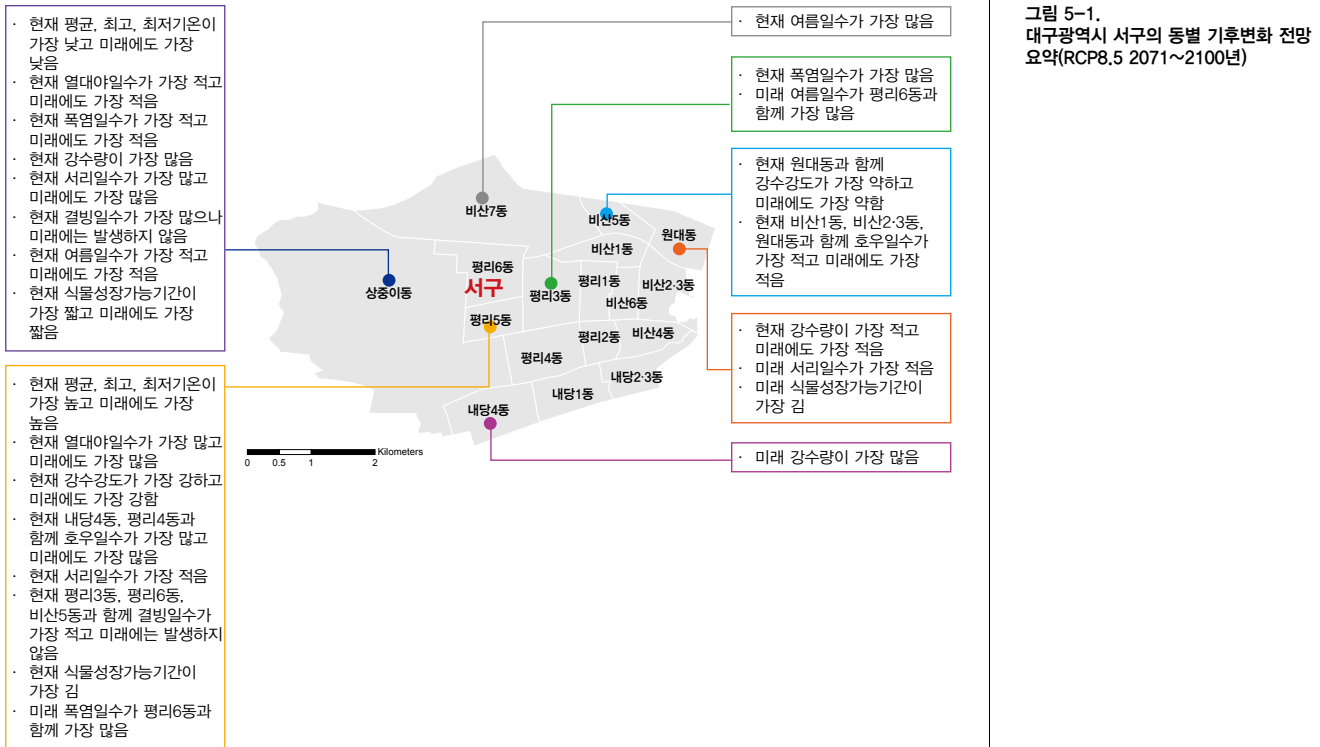 · 현재 평균, 최고, 최저기온이
가장 낮고 미래에도 가장
낮음
· 현재 열대야일수가 가장 적고
미래에도 가장 적음
· 현재 폭염일수가 가장 적고
미래에도 가장 적음
· 현재 강수량이 가장 많음
· 현재 서리일수가 가장 많고
미래에도 가장 많음
· 현재 결빙일수가 가장 많으나
미래에는 발생하지 않음
· 현재 여름일수가 가장 적고
미래에도 가장 적음
· 현재 식물성장가능기간이
가장 짧고 미래에도 가장
짧음
· 현재 평균, 최고, 최저기온이
가장 높고 미래에도 가장
높음
· 현재 열대야일수가 가장 많고
미래에도 가장 많음
· 현재 강수강도가 가장 강하고
미래에도 가장 강함
· 현재 내당4동, 평리4동과
함께 호우일수가 가장 많고
미래에도 가장 많음
· 현재 서리일수가 가장 적음
· 현재 평리3동, 평리6동,
비산5동과 함께 결빙일수가
가장 적고 미래에는 발생하지
않음
· 현재 식물성장가능기간이
가장 김
· 미래 폭염일수가 평리6동과
함께 가장 많음
비산7동
비산5동
원대동
비산1동
평리6동
상중이동
서구
평리3동
평리1동
비산2·3동
비산6동
평리5동
평리2동
비산4동
평리4동
내당2·3동
내당1동
내당4동
Kilometers
0 0.5 1 2
· 현재 여름일수가 가장 많음
· 현재 폭염일수가 가장 많음
· 미래 여름일수가 평리6동과
함께 가장 많음
· 현재 원대동과 함께
강수강도가 가장 약하고
미래에도 가장 약함
· 현재 비산1동, 비산2·3동,
원대동과 함께 호우일수가
가장 적고 미래에도 가장
적음
· 현재 강수량이 가장 적고
미래에도 가장 적음
· 미래 서리일수가 가장 적음
· 미래 식물성장가능기간이
가장 김
· 미래 강수량이 가장 많음
그림 5-1.
대구광역시 서구의 동별 기후변화 전망
요약(RCP8.5 2071~2100년)